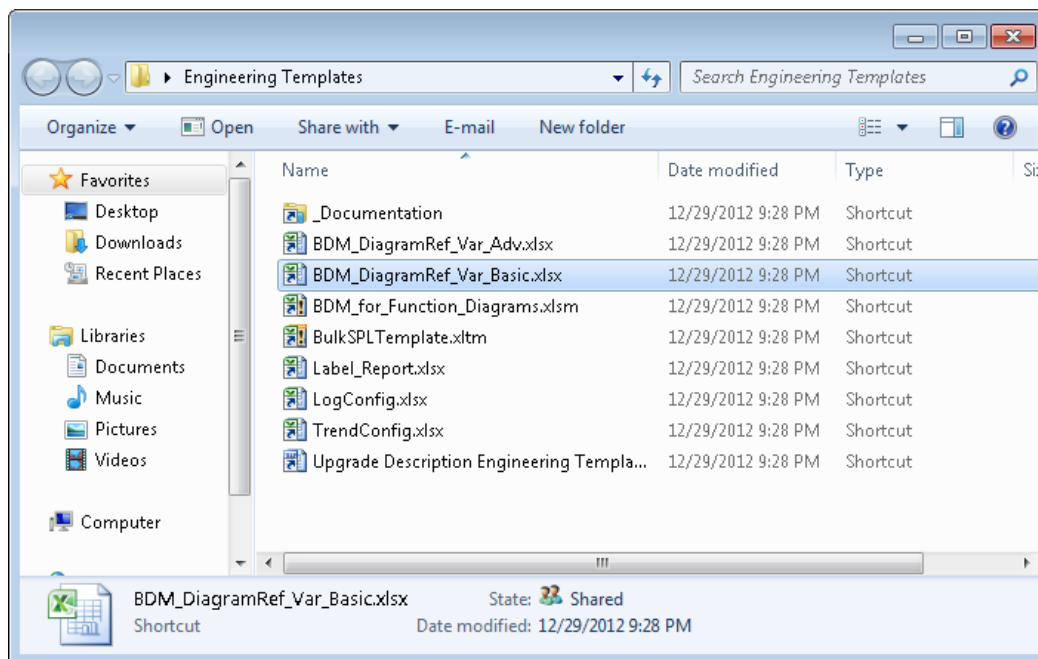 Engineering Templates
Search Engineering Templates
Organize Open Share with E-mail New folder
Name Date modified Type Si
Favorites
Desktop
Downloads
Recent Places
Libraries
Documents
Music
Pictures
Videos
Computer
_Documentation 12/29/2012 9:28 PM Shortcut
BDM_DiagramRef_Var_Adv.xlsx 12/29/2012 9:28 PM Shortcut
BDM_DiagramRef_Var_Basic.xlsx 12/29/2012 9:28 PM Shortcut
BDM_for_Function_Diagrams.xlsm 12/29/2012 9:28 PM Shortcut
BulkSPLTemplate.xltm 12/29/2012 9:28 PM Shortcut
Label_Report.xlsx 12/29/2012 9:28 PM Shortcut
LogConfig.xlsx 12/29/2012 9:28 PM Shortcut
TrendConfig.xlsx 12/29/2012 9:28 PM Shortcut
Upgrade Description Engineering Templa... 12/29/2012 9:28 PM Shortcut
BDM_DiagramRef_Var_Basic.xlsx State: Shared
Shortcut Date modified: 12/29/2012 9:28 PM